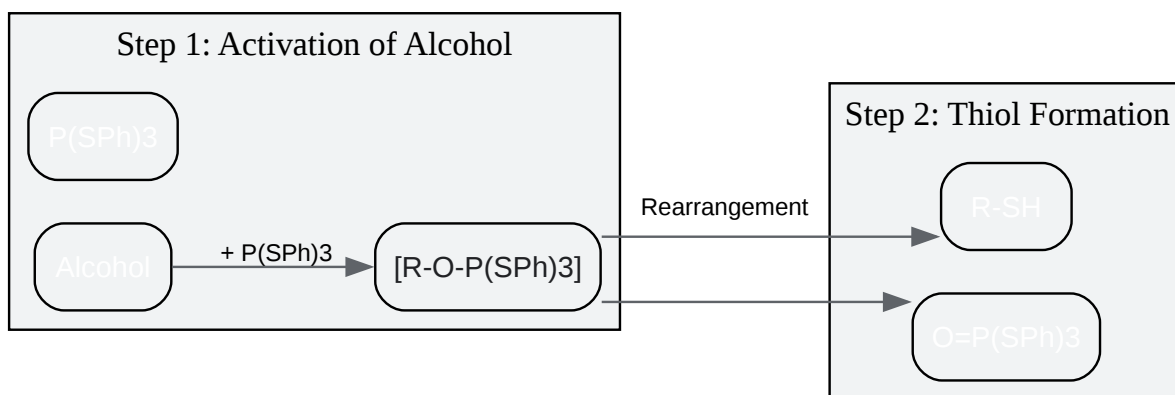 Step 1: Activation of Alcohol
P(SPh)3
Alcohol
+ P(SPh)3
[R-O-P(SPh)3]
Rearrangement
Step 2: Thiol Formation
R-SH
O=P(SPh)3